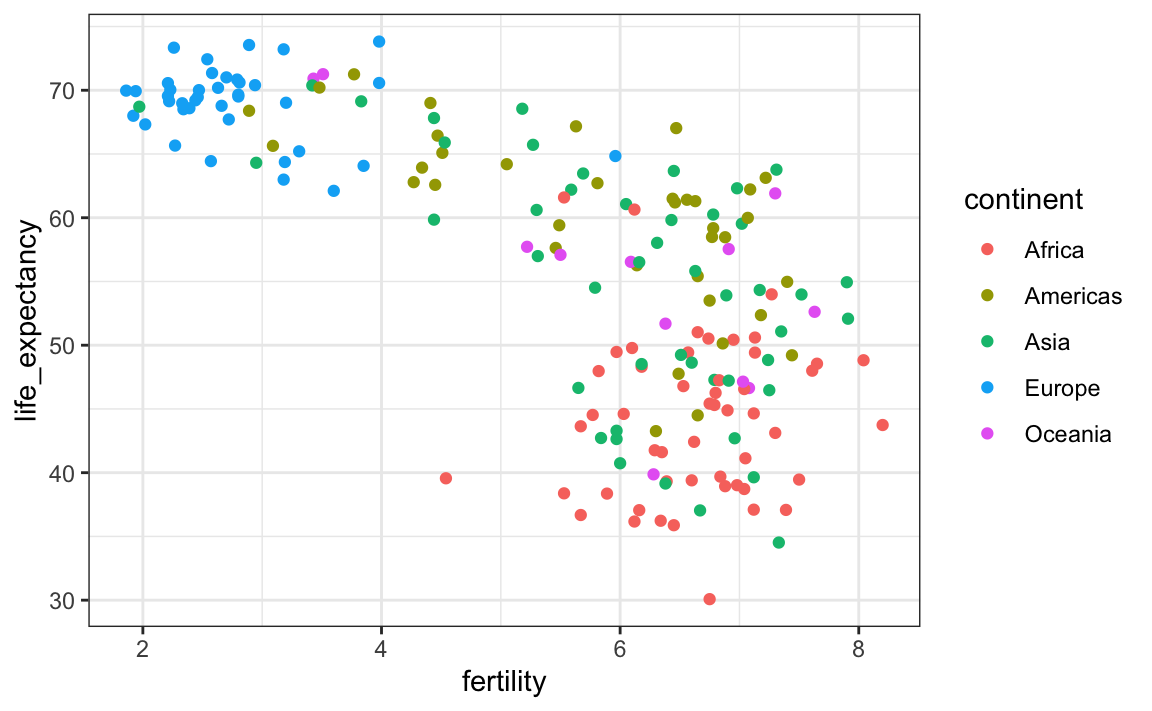 70
60
50
40
30
life_expectancy
2 4 6 8
fertility
continent
Africa
Americas
Asia
Europe
Oceania